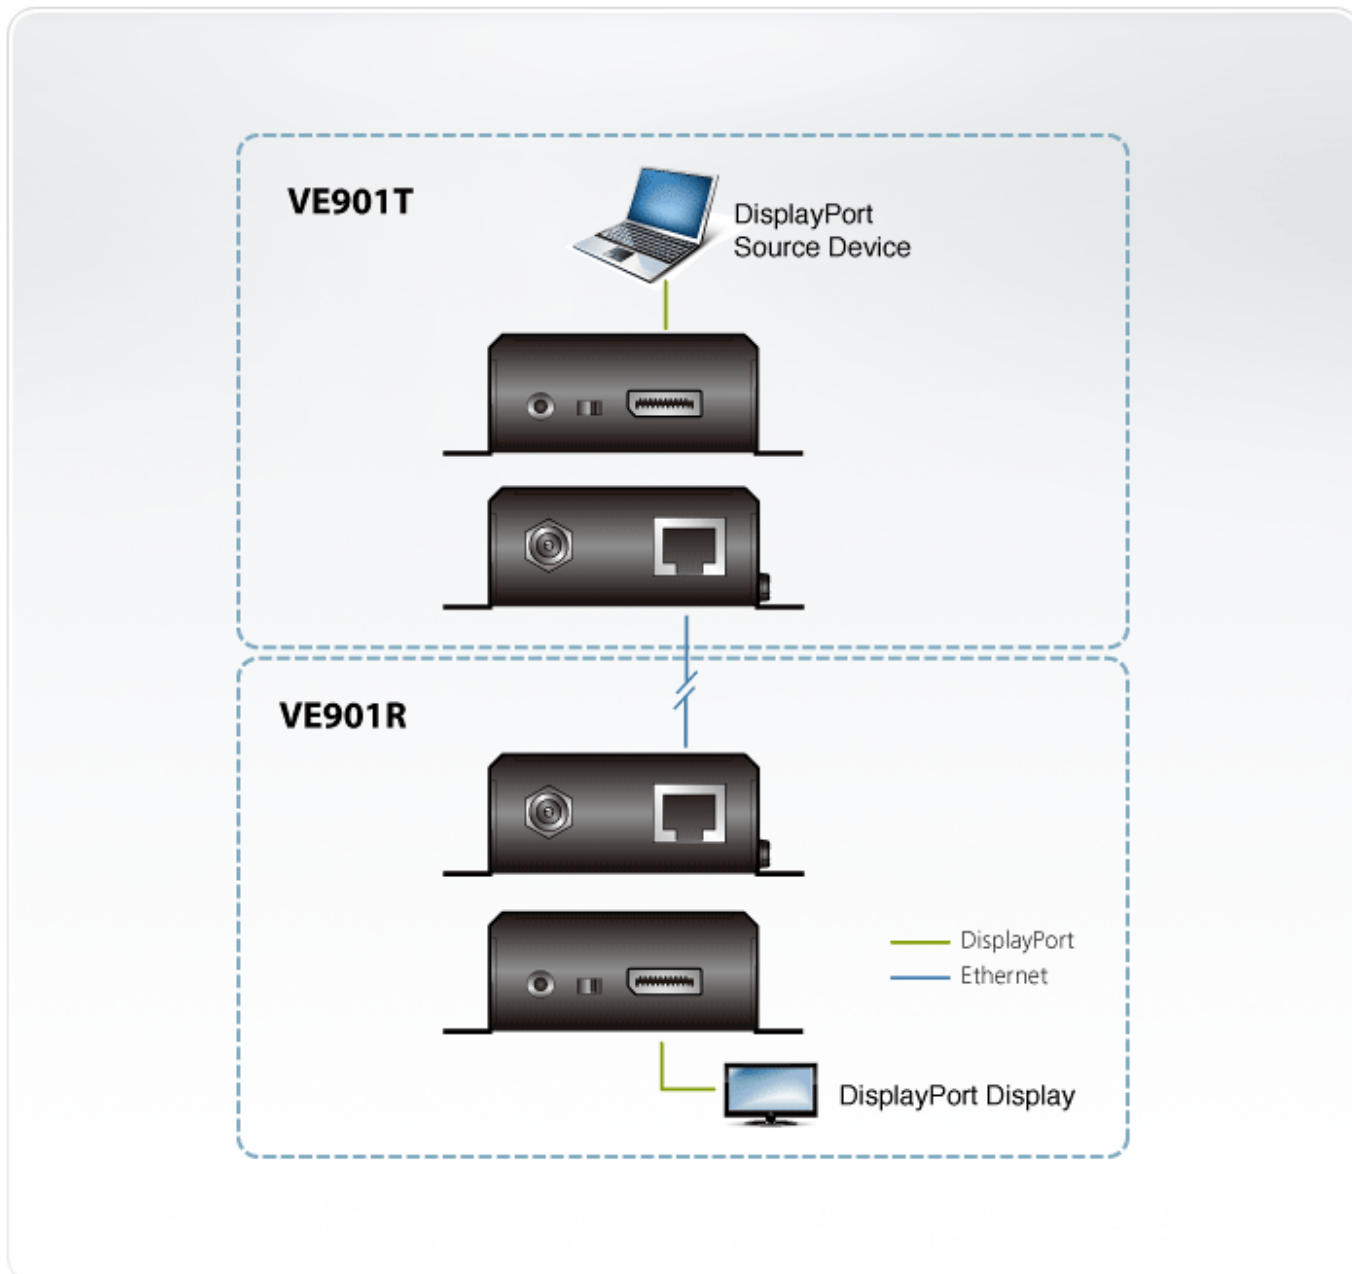 VE901T
DisplayPort
Source Device
VE901R
DisplayPort
Ethernet
DisplayPort Display